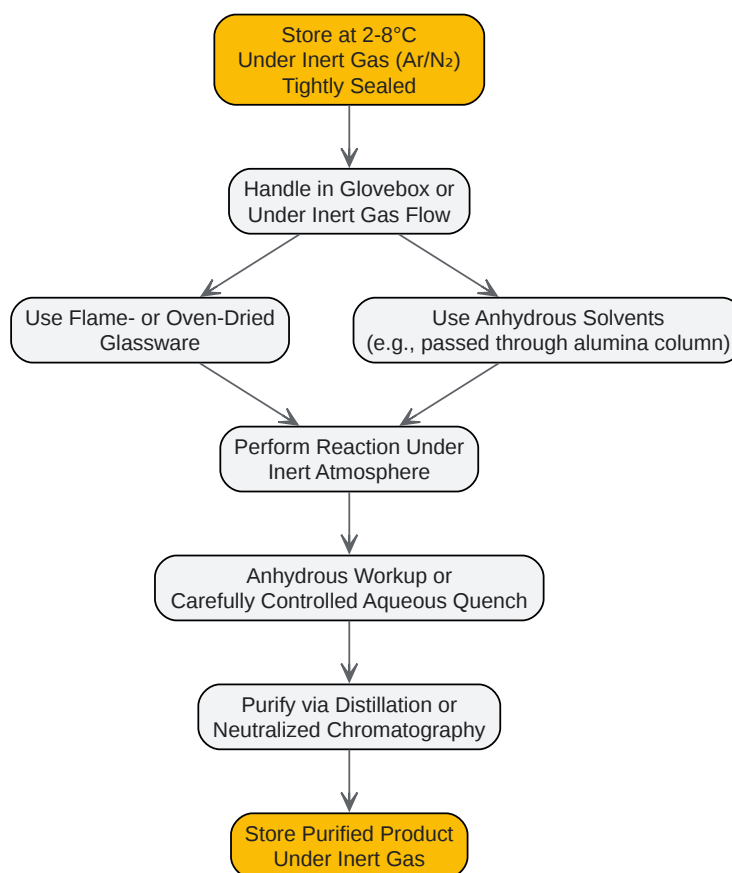 Store at 2-8°C
Under Inert Gas (Ar/N₂)
Tightly Sealed
Handle in Glovebox or
Under Inert Gas Flow
Use Flame- or Oven-Dried
Glassware
Use Anhydrous Solvents
(e.g., passed through alumina column)
Perform Reaction Under
Inert Atmosphere
Anhydrous Workup or
Carefully Controlled Aqueous Quench
Purify via Distillation or
Neutralized Chromatography
Store Purified Product
Under Inert Gas